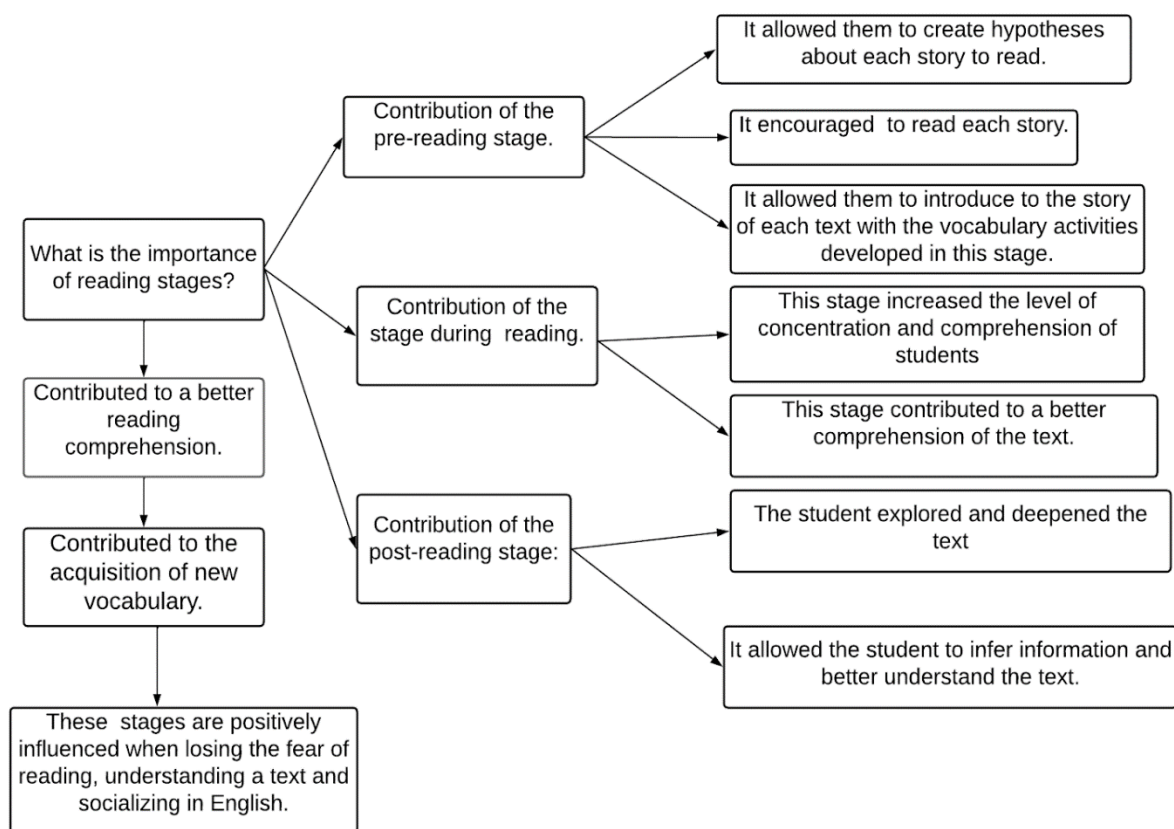 What is the importance
of reading stages?
Contributed to a better
reading
comprehension.
Contributed to the
acquisition of new
vocabulary.
These stages are positively
influenced when losing the fear of
reading, understanding a text and
socializing in English.
Contribution of the
pre-reading stage.
It allowed them to create hypotheses
about each story to read.
It encouraged to read each story.
It allowed them to introduce to the story
of each text with the vocabulary activities
developed in this stage.
Contribution of the
stage during reading.
This stage increased the level of
concentration and comprehension of
students
This stage contributed to a better
comprehension of the text.
Contribution of the
post-reading stage:
The student explored and deepened the
text
It allowed the student to infer information and
better understand the text.